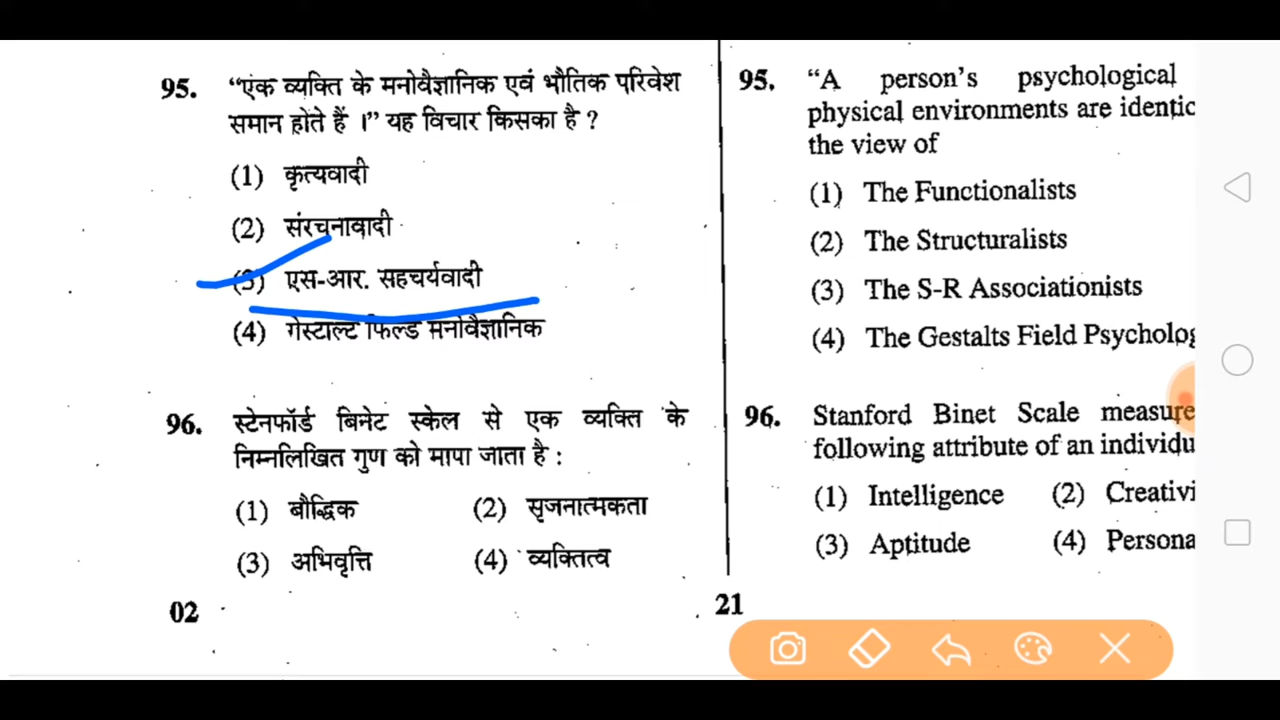 95. "एक व्यक्ति के मनोवैज्ञानिक एवं भौतिक परिवेश
समान होते हैं ।" यह विचार किसका है ?
(1) कृत्यवादी
(2) संरचनावादी
(3) एस-आर. सहचर्यवादी
(4) गेस्टाल्ट फिल्ड मनोवैज्ञानिक
96. स्टेनफॉर्ड बिनेट स्केल से एक व्यक्ति के
निम्नलिखित गुण को मापा जाता है :
(1) बौद्धिक (2) सृजनात्मकता
(3) अभिवृत्ति (4) व्यक्तित्व
02
95. "A person's psychological
physical environments are identic
the view of
(1) The Functionalists
(2) The Structuralists
(3) The S-R Associationists
(4) The Gestalts Field Psycholog
96. Stanford Binet Scale measure
following attribute of an individu
(1) Intelligence (2) Creativi
(3) Aptitude (4) Persona
21